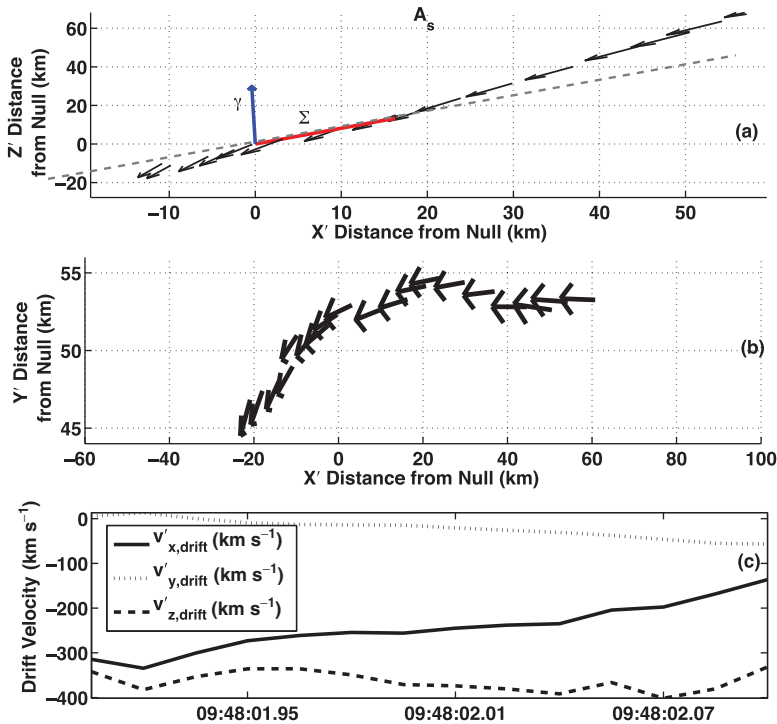 A_s
60
40
20
0
−20
Z′ Distance from Null (km)
γ
Σ
(a)
−10
0
10
20
30
40
50
X′ Distance from Null (km)
55
50
45
Y′ Distance from Null (km)
(b)
−60
−40
−20
0
20
40
60
80
100
X′ Distance from Null (km)
0
−100
−200
−300
−400
Drift Velocity (km s⁻¹)
v′x,drift (km s⁻¹)
v′y,drift (km s⁻¹)
v′z,drift (km s⁻¹)
(c)
09:48:01.95
09:48:02.01
09:48:02.07